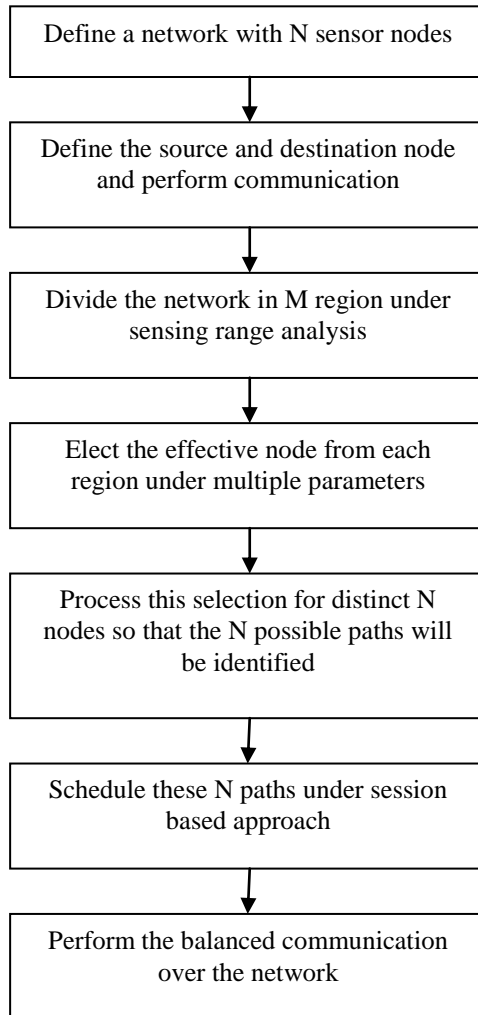 Define a network with N sensor nodes
Define the source and destination node
and perform communication
Divide the network in M region under
sensing range analysis
Elect the effective node from each
region under multiple parameters
Process this selection for distinct N
nodes so that the N possible paths will
be identified
Schedule these N paths under session
based approach
Perform the balanced communication
over the network